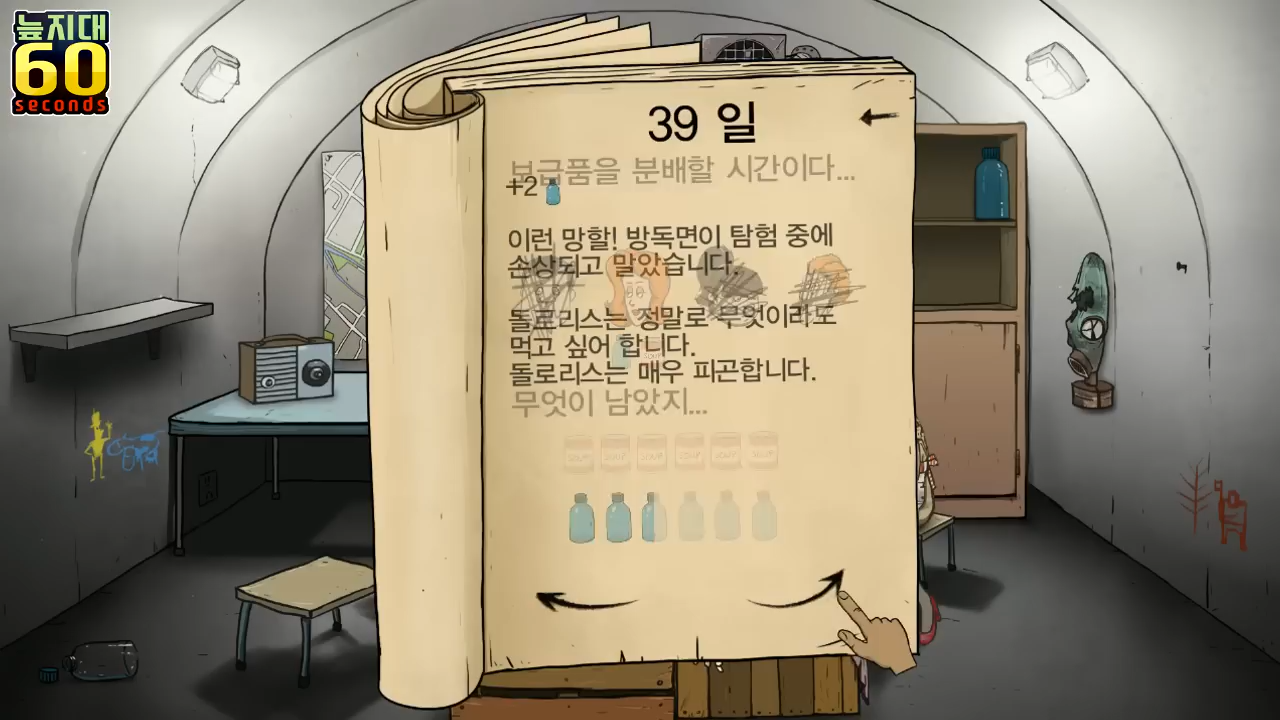 늪지대
60
seconds
39 일
보급품을 분배할 시간이다...
+2
이런 망할! 방독면이 탐험 중에
손상되고 말았습니다.
돌로리스는 정말로 무엇이라도
먹고 싶어 합니다.
돌로리스는 매우 피곤합니다.
무엇이 남았지...